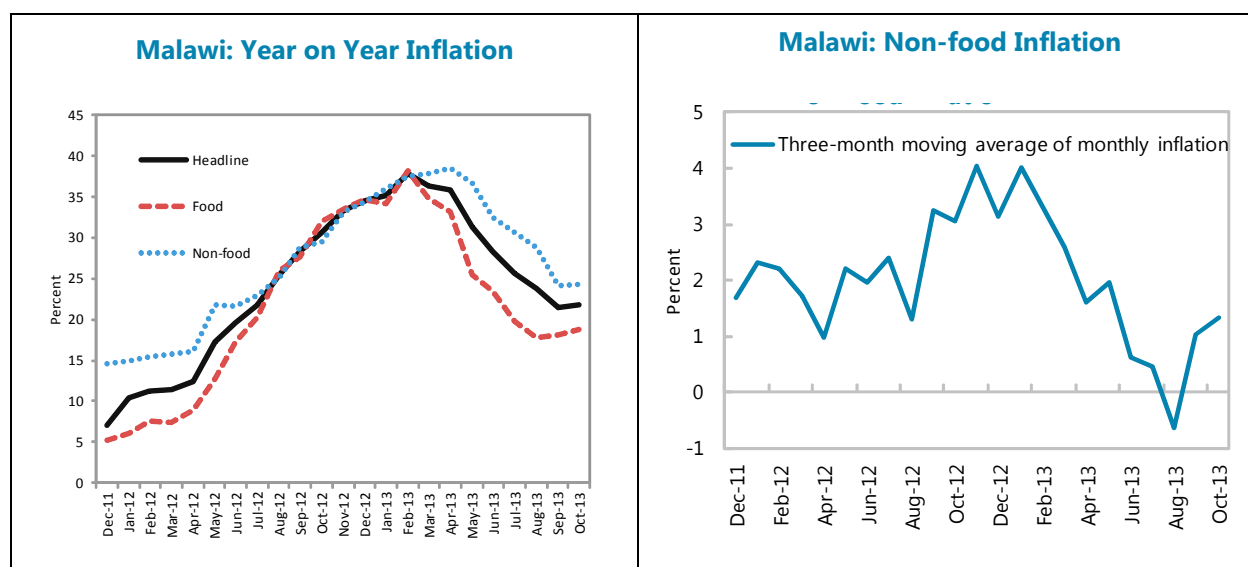 Malawi: Year on Year Inflation
45
40
35
30
25
20
15
10
5
0
Percent
Headline
Food
Non-food
Dec-11
Jan-12
Feb-12
Mar-12
Apr-12
May-12
Jun-12
Jul-12
Aug-12
Sep-12
Oct-12
Nov-12
Dec-12
Jan-13
Feb-13
Mar-13
Apr-13
May-13
Jun-13
Jul-13
Aug-13
Sep-13
Oct-13
Malawi: Non-food Inflation
5
4
3
2
1
0
-1
Percent
Three-month moving average of monthly inflation
Dec-11
Feb-12
Apr-12
Jun-12
Aug-12
Oct-12
Dec-12
Feb-13
Apr-13
Jun-13
Aug-13
Oct-13